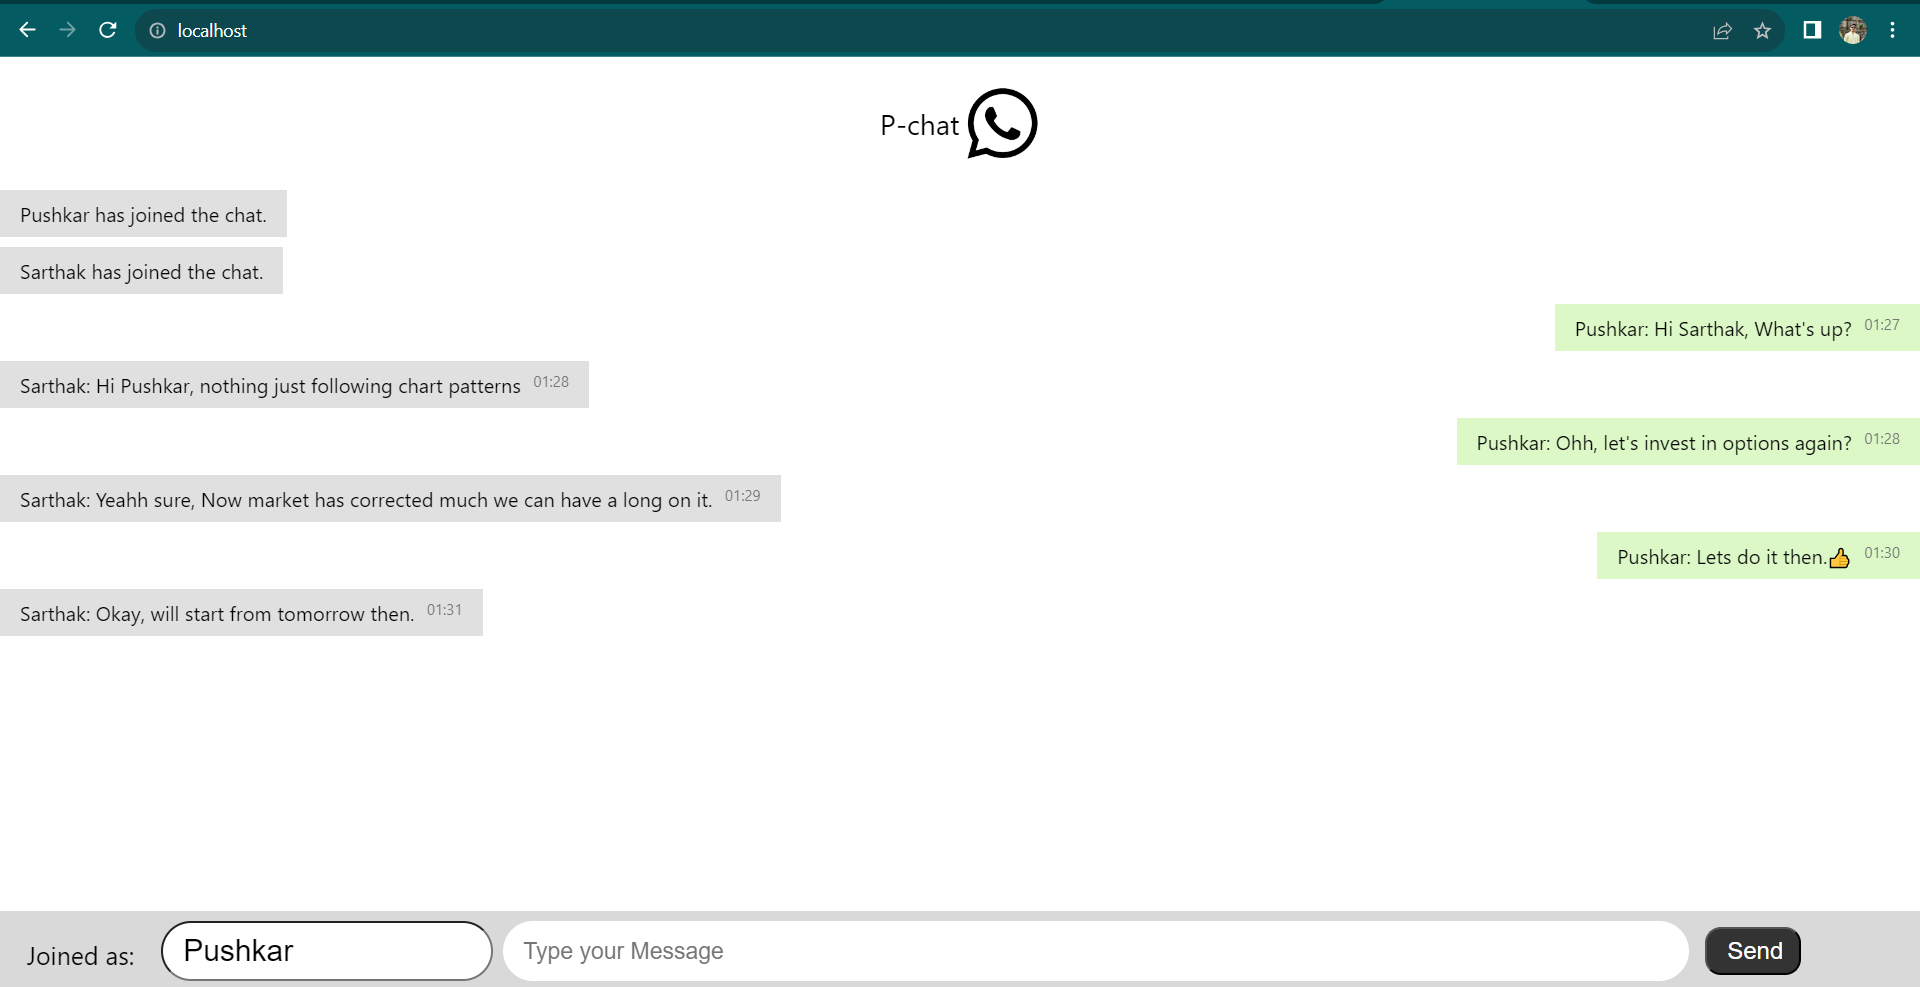 localhost
P-chat
Pushkar has joined the chat.
Sarthak has joined the chat.
Pushkar: Hi Sarthak, What's up? 01:27
Sarthak: Hi Pushkar, nothing just following chart patterns 01:28
Pushkar: Ohh, let's invest in options again? 01:28
Sarthak: Yeahh sure, Now market has corrected much we can have a long on it. 01:29
Pushkar: Lets do it then.👍 01:30
Sarthak: Okay, will start from tomorrow then. 01:31
Joined as: Pushkar Type your Message Send